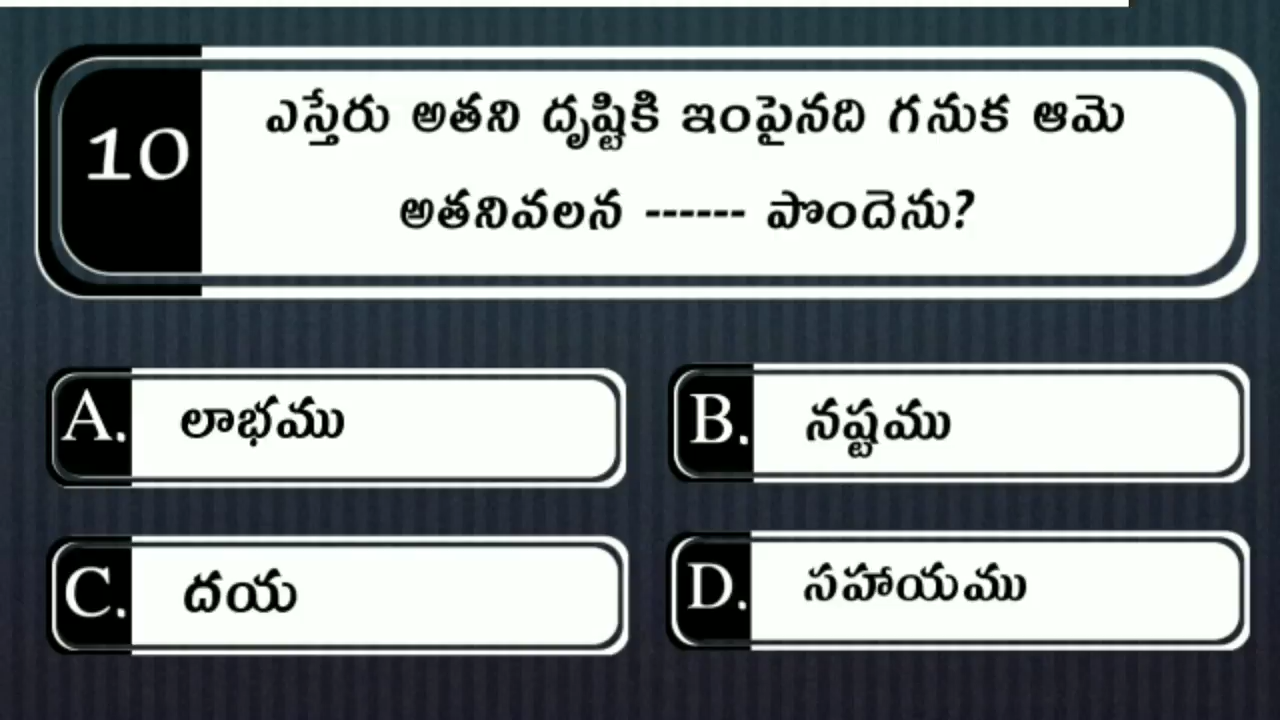 10
ఎస్తేరు అతని దృష్టికి ఇంపైనది గనుక ఆమె
అతనివలన ------ పొందెను?
A. లాభము
B. నష్టము
C. దయ
D. సహాయము